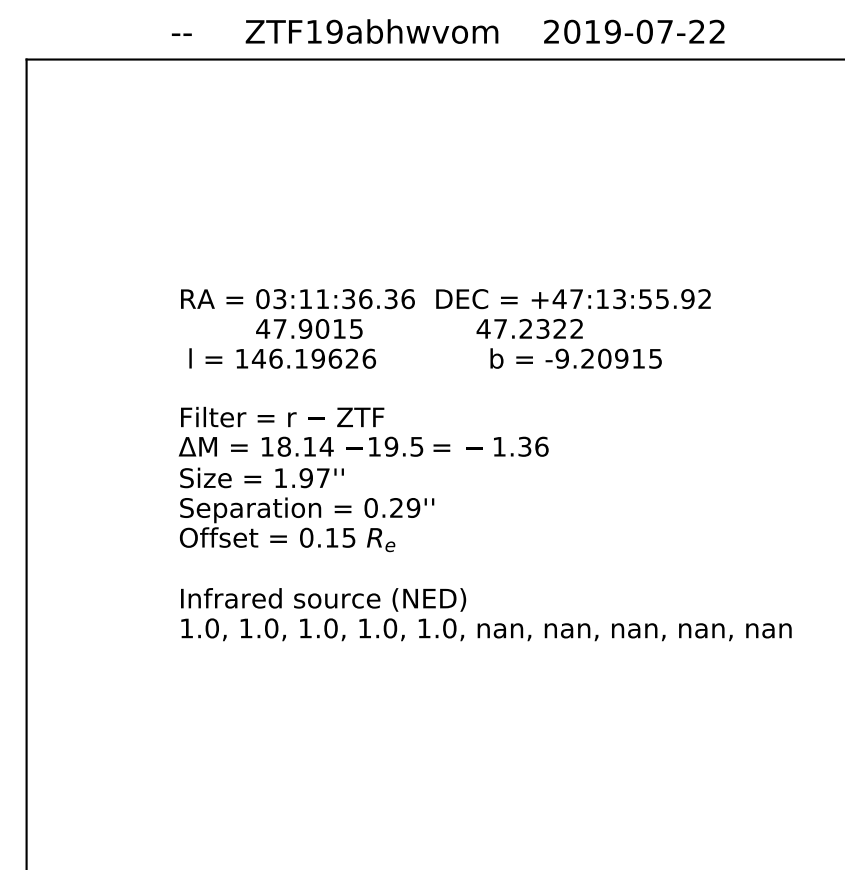 -- ZTF19abhwvom 2019-07-22
RA = 03:11:36.36 DEC = +47:13:55.92
47.9015 47.2322
l = 146.19626 b = -9.20915
Filter = r − ZTF
ΔM = 18.14 −19.5 = − 1.36
Size = 1.97''
Separation = 0.29''
Offset = 0.15 Re
Infrared source (NED)
1.0, 1.0, 1.0, 1.0, 1.0, nan, nan, nan, nan, nan